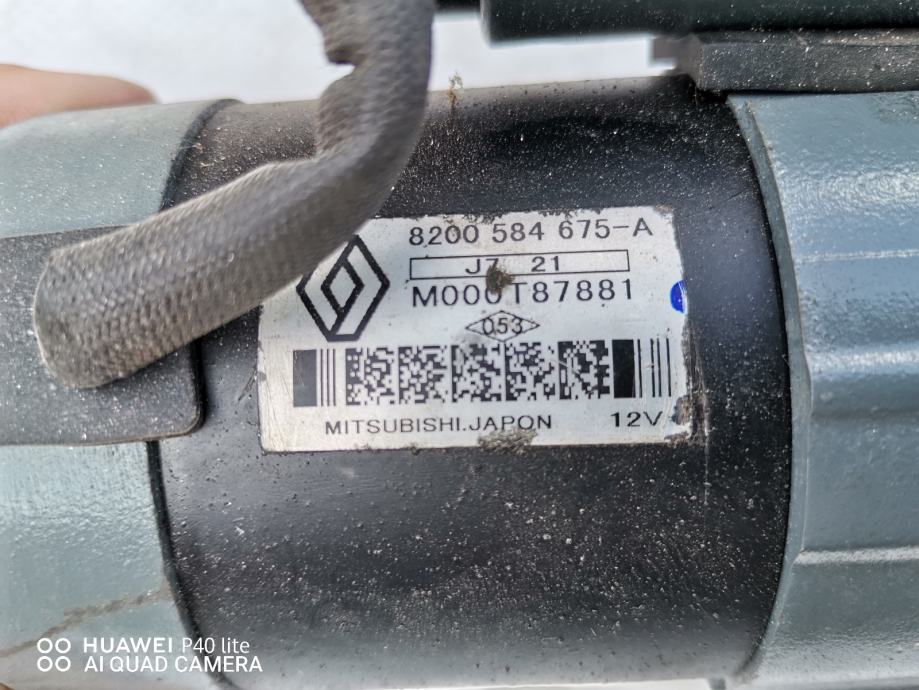 8200 584 675-A
J7 21
M000T87881
053
MITSUBISHI.JAPON 12V
HUAWEI P40 lite
AI QUAD CAMERA